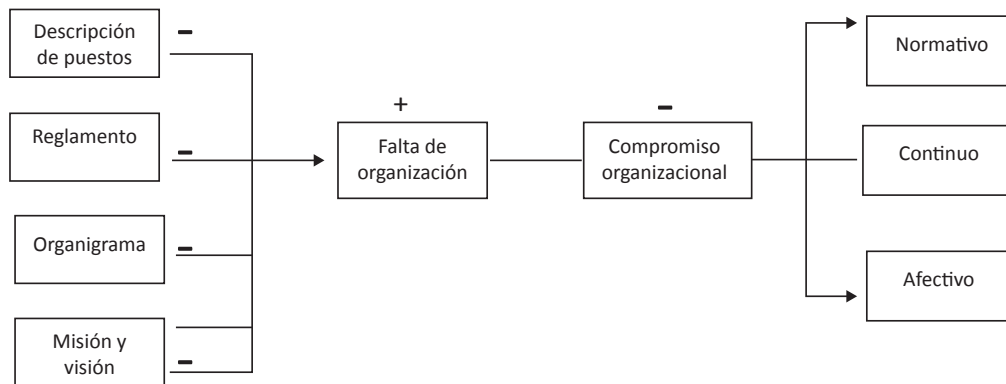 Descripción
de puestos
Reglamento
Organigrama
Misión y
visión
–
–
–
–
+
Falta de
organización
–
Compromiso
organizacional
Normativo
Continuo
Afectivo